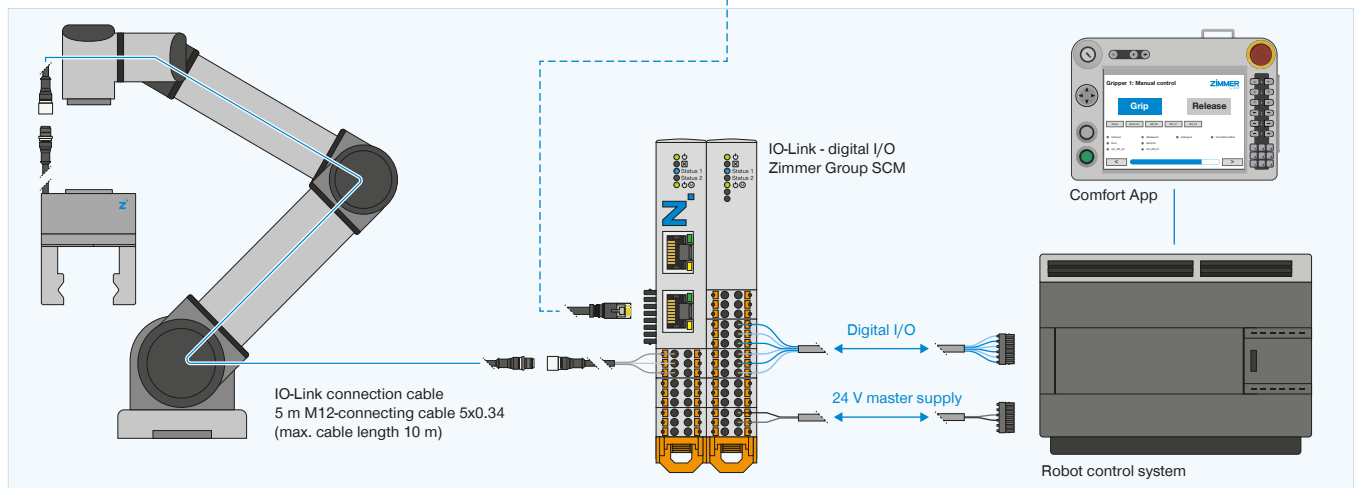 Gripper 1: Manual control
ZIMMER
Grip
Release
Comfort App
IO-Link - digital I/O
Zimmer Group SCM
Status 1
Status 2
Status 1
Status 2
Z
Z
Digital I/O
24 V master supply
IO-Link connection cable
5 m M12-connecting cable 5x0.34
(max. cable length 10 m)
Robot control system